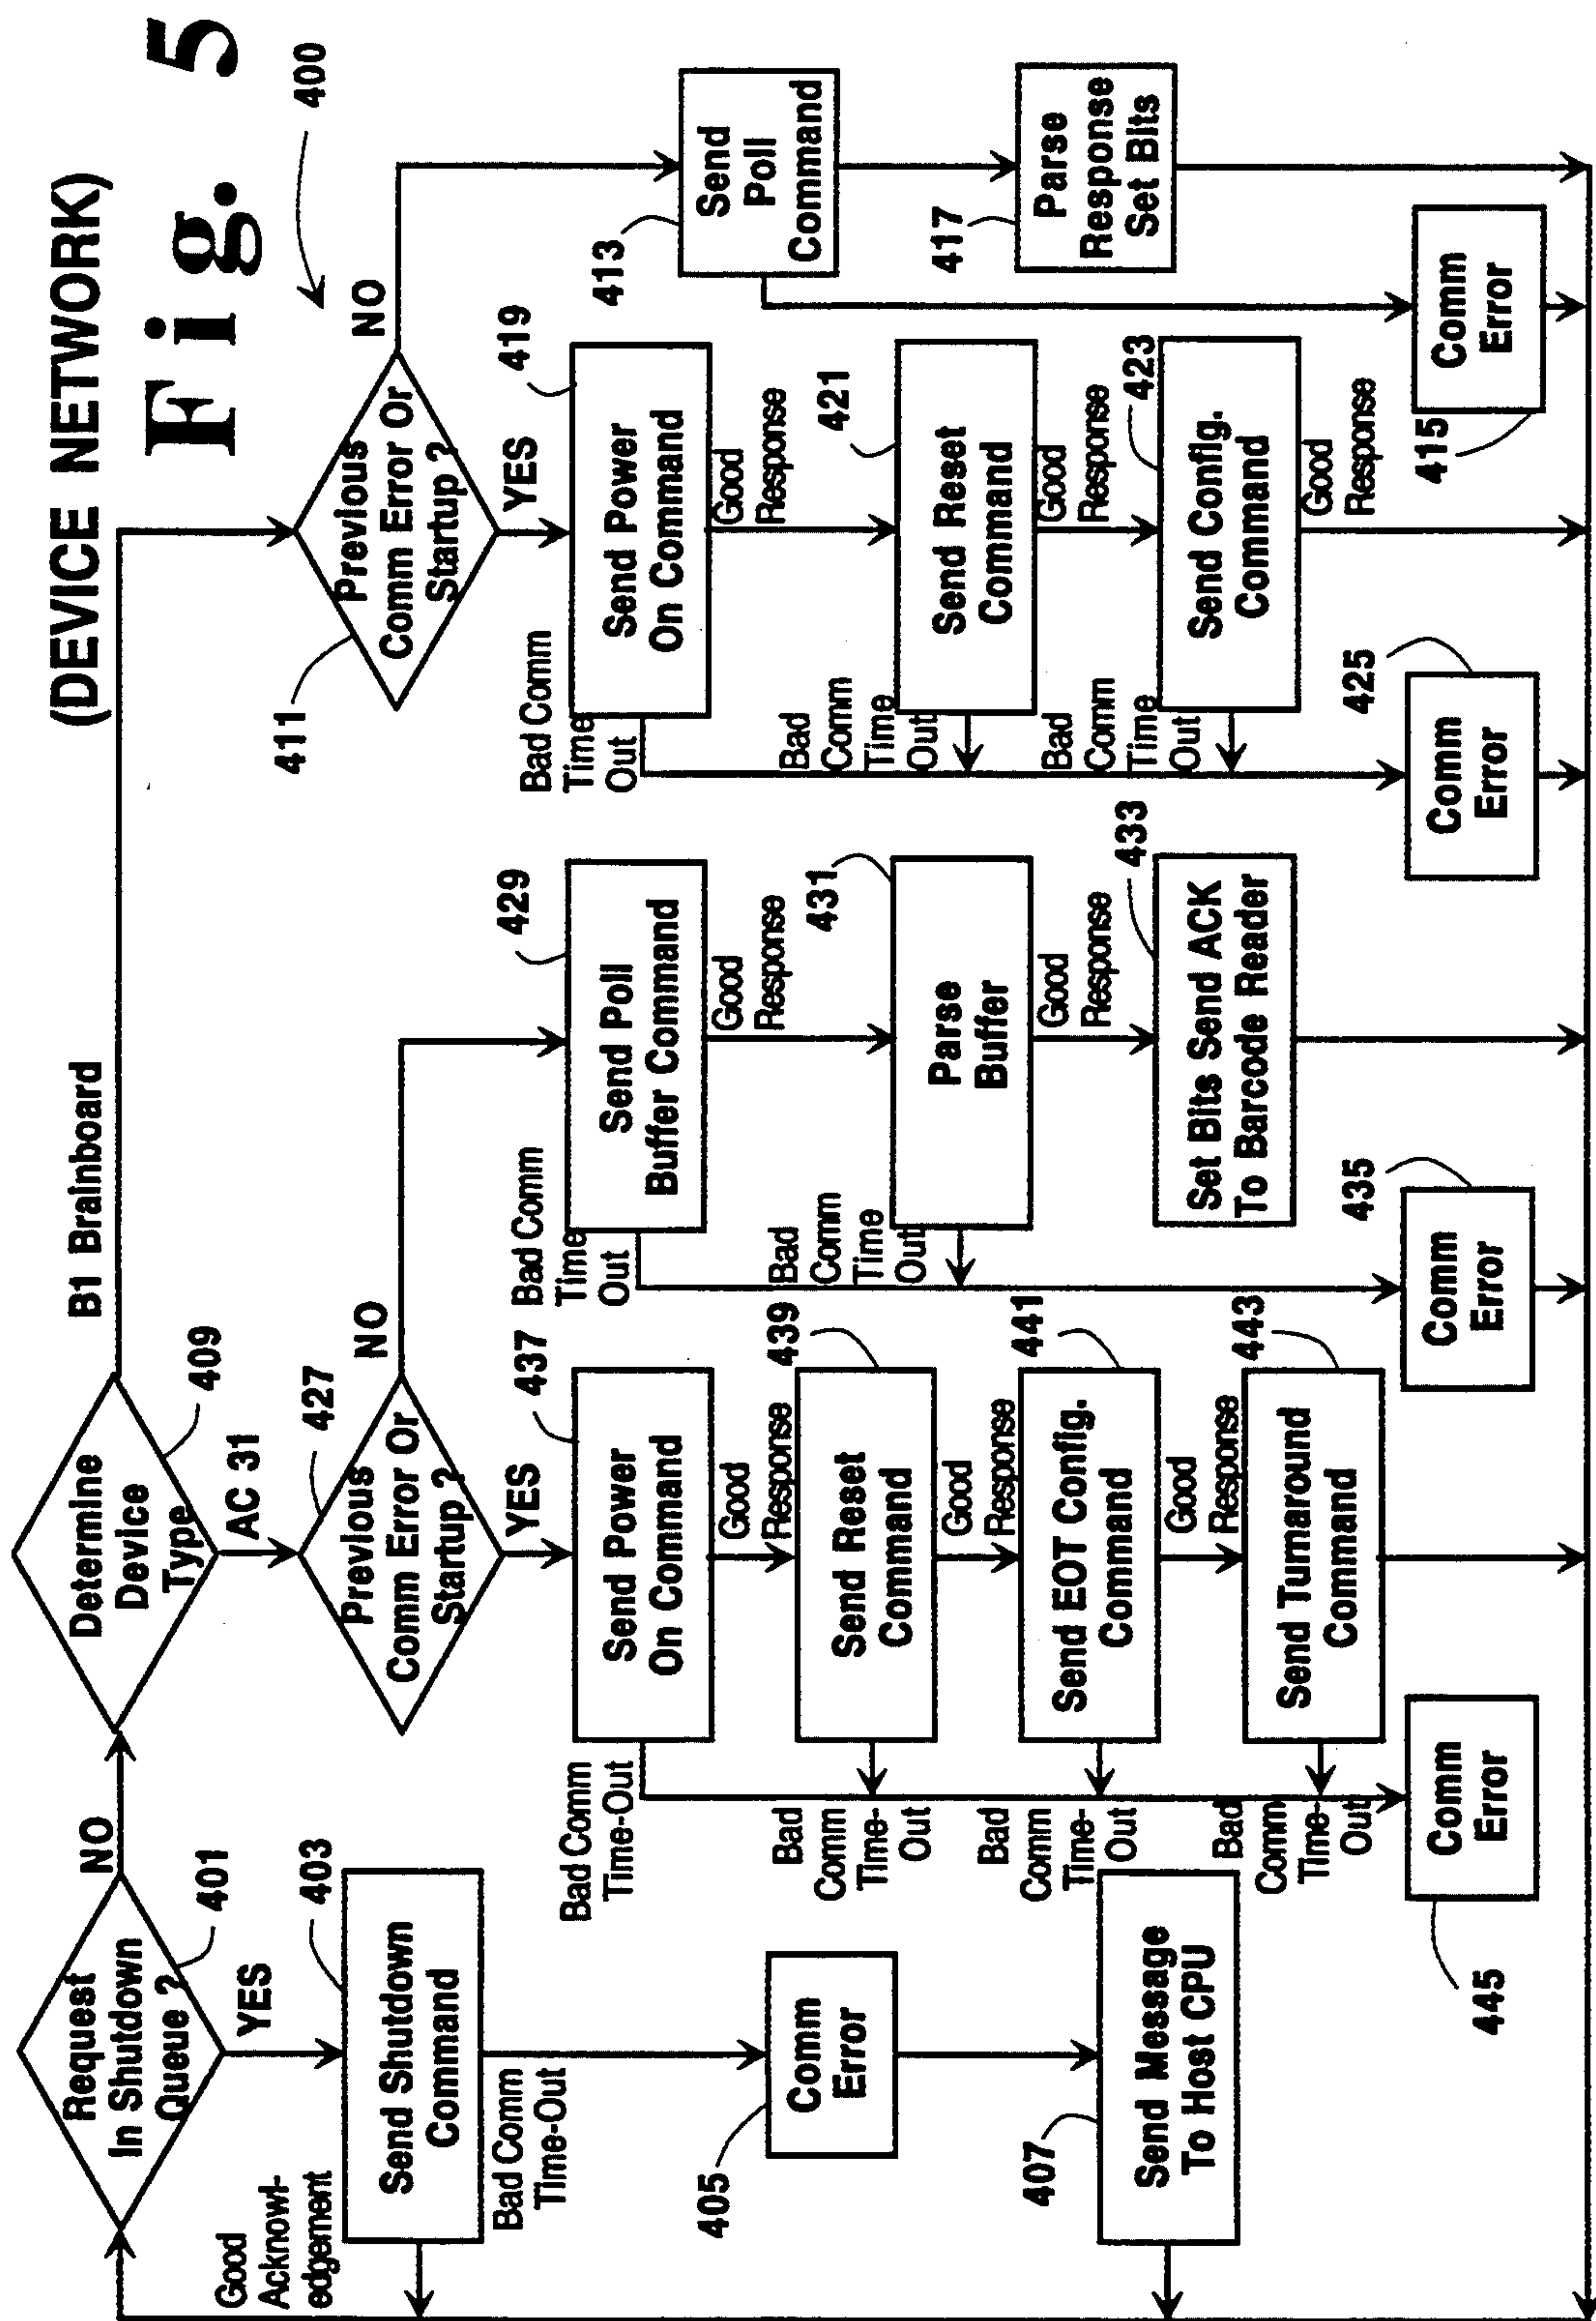 (DEVICE NETWORK)
Fig. 5
400
Request
In Shutdown
Queue ?
401
NO
YES
Good
Acknowl-
edgement
403
Send Shutdown
Command
Bad Comm
Time-Out
405
Comm
Error
407
Send Message
To Host CPU
Determine
Device
Type
409
B1 Brainboard
AC 31
427
Previous
Comm Error Or
Startup ?
NO
YES
437
Send Power
On Command
Bad Comm
Time-Out
Good
Response
439
Send Reset
Command
Bad
Comm
Time-
Out
Good
Response
441
Send EOT Config.
Command
Bad
Comm
Time-
Out
Good
Response
443
Send Turnaround
Command
Bad
Comm
Time-
Out
Comm
Error
445
429
Send Poll
Buffer Command
Bad Comm
Time
Out
Good
Response
431
Parse
Buffer
Bad
Comm
Time
Out
Good
Response
433
Set Bits Send ACK
To Barcode Reader
435
Comm
Error
411
Previous
Comm Error Or
Startup ?
NO
YES
419
Send Power
On Command
Bad Comm
Time
Out
Good
Response
421
Send Reset
Command
Bad
Comm
Time
Out
Good
Response
423
Send Config.
Command
Bad
Comm
Time
Out
Good
Response
425
Comm
Error
413
Send
Poll
Command
417
Parse
Response
Set Bits
415
Comm
Error